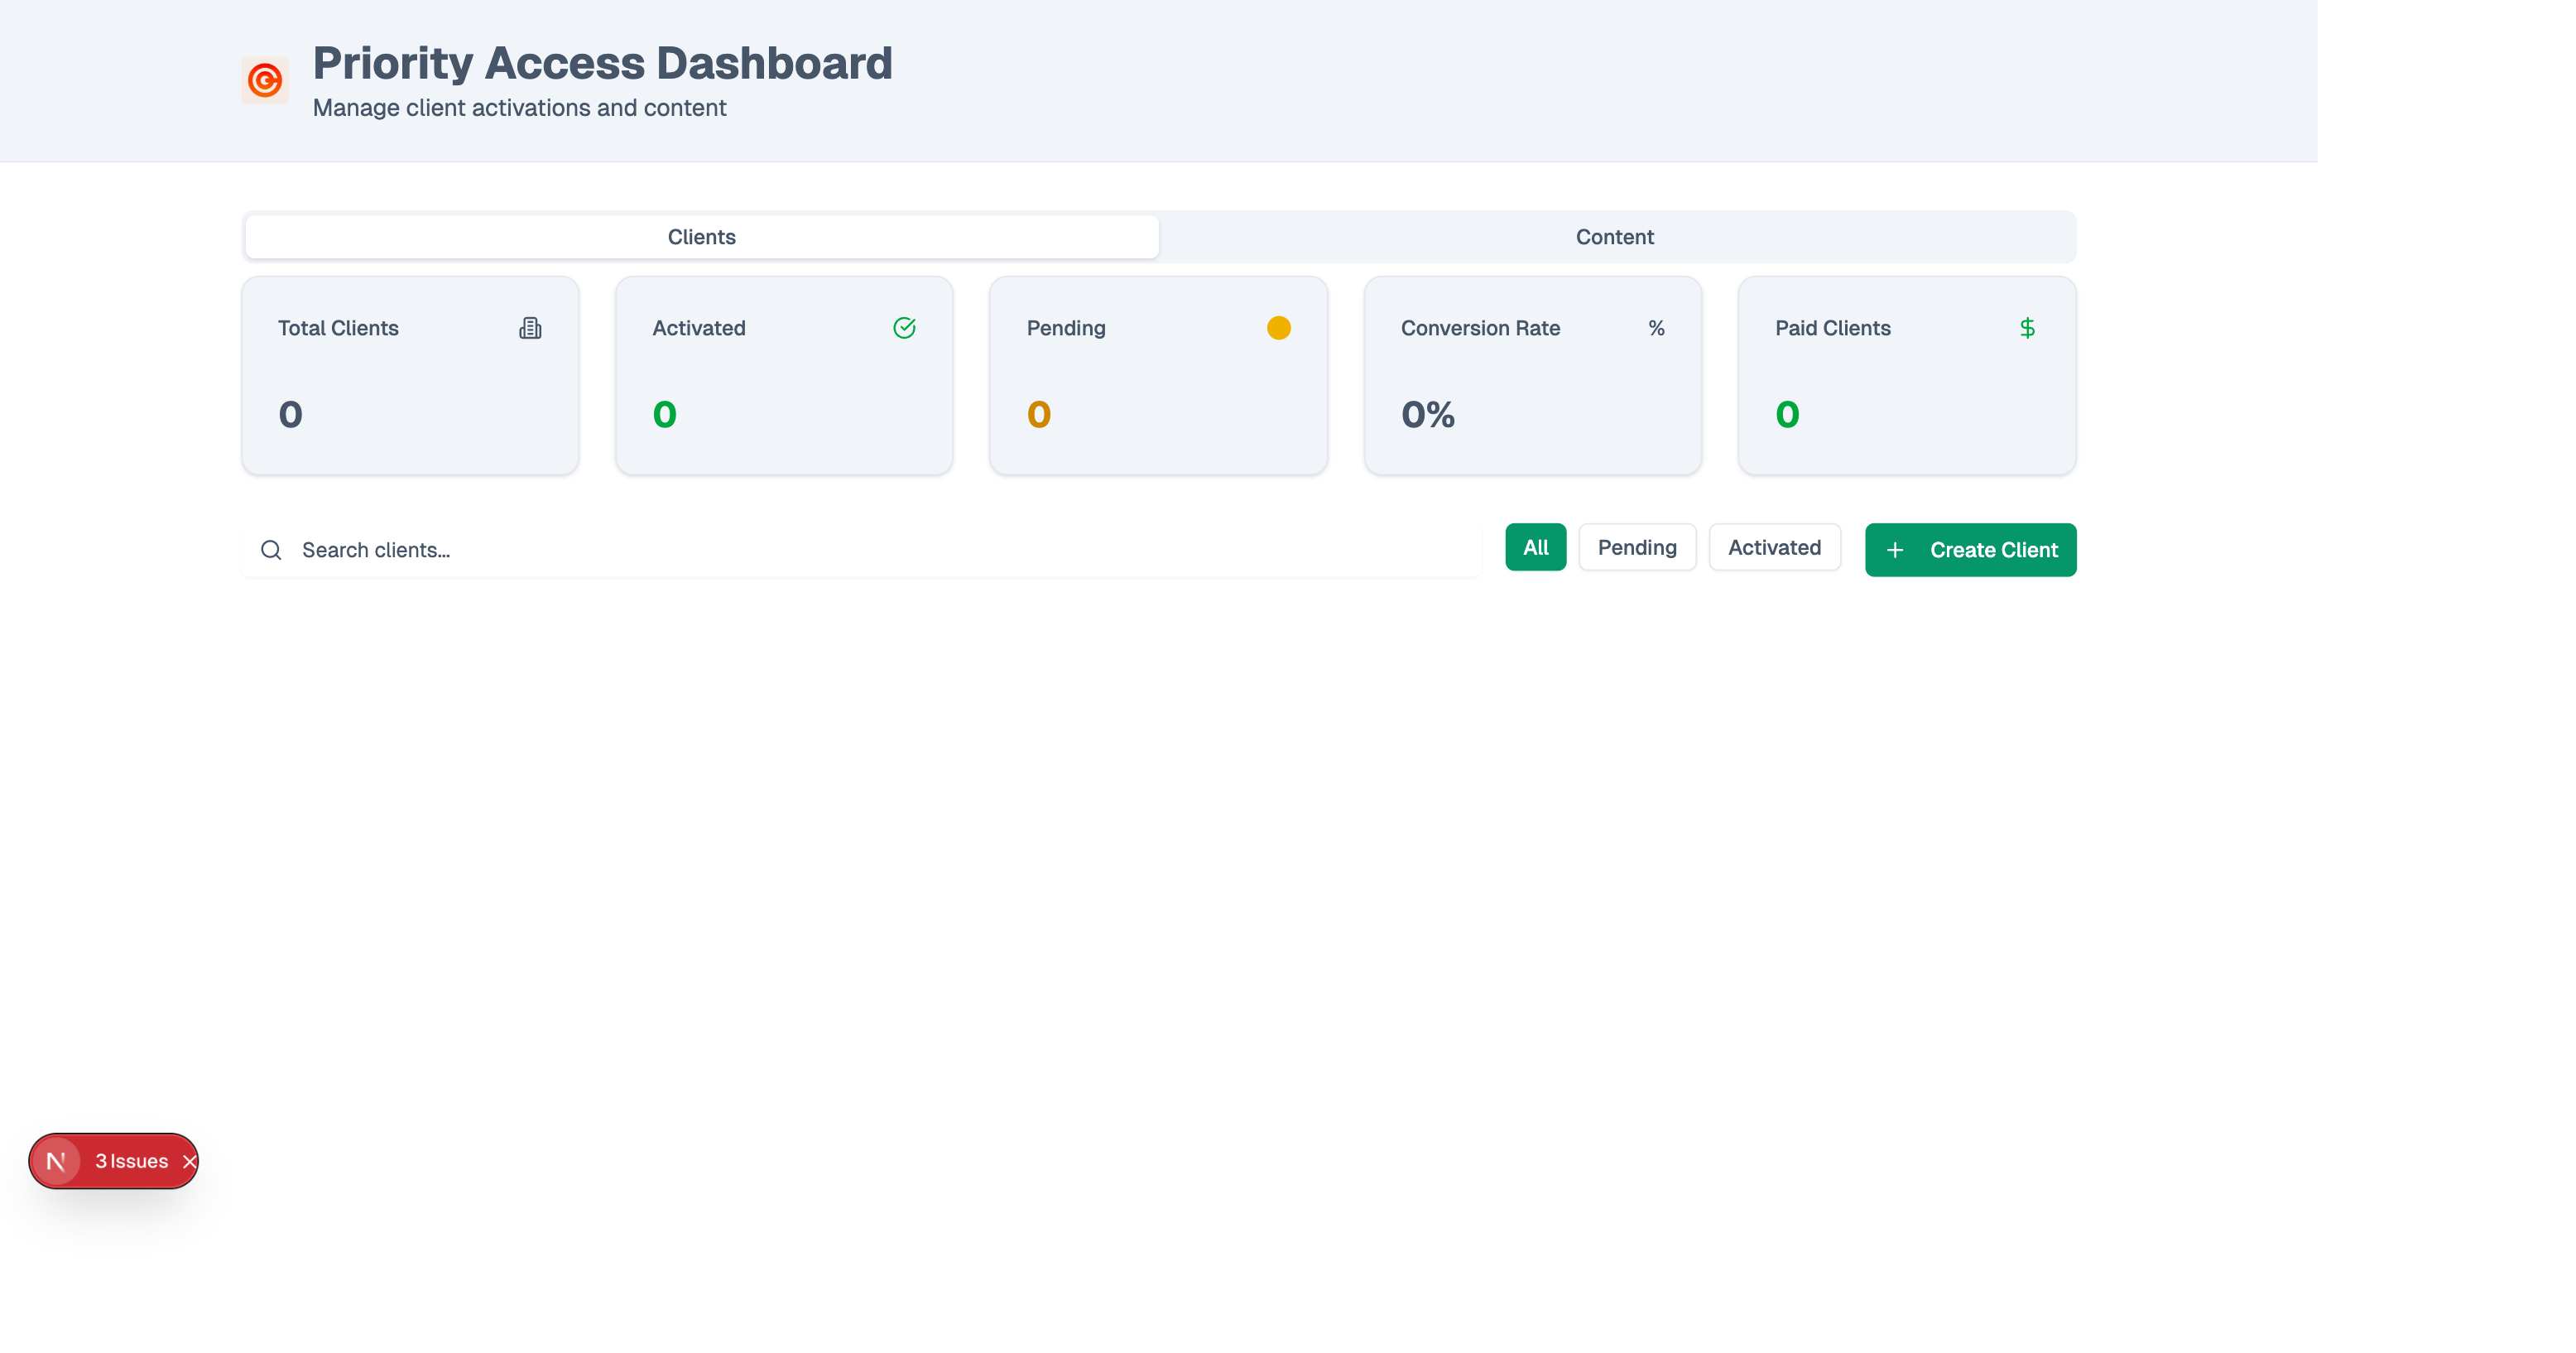 Priority Access Dashboard
Manage client activations and content
Clients
Content
Total Clients
Activated
Pending
Conversion Rate
%
Paid Clients
$
0
0
0
0%
0
Search clients...
All
Pending
Activated
+ Create Client
N 3 Issues